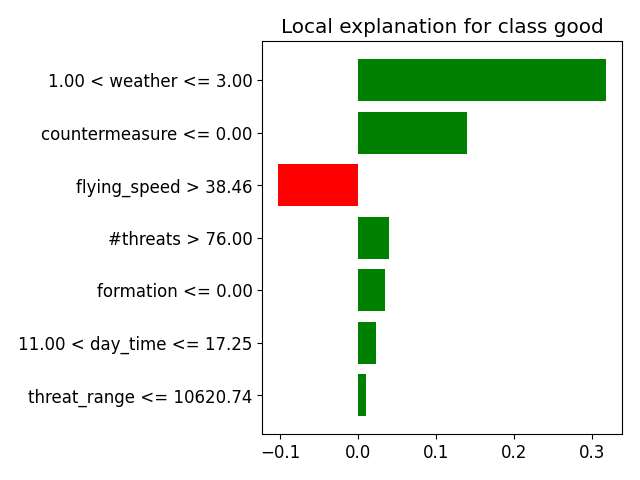 Local explanation for class good
1.00 < weather <= 3.00
countermeasure <= 0.00
flying_speed > 38.46
#threats > 76.00
formation <= 0.00
11.00 < day_time <= 17.25
threat_range <= 10620.74
−0.1 0.0 0.1 0.2 0.3